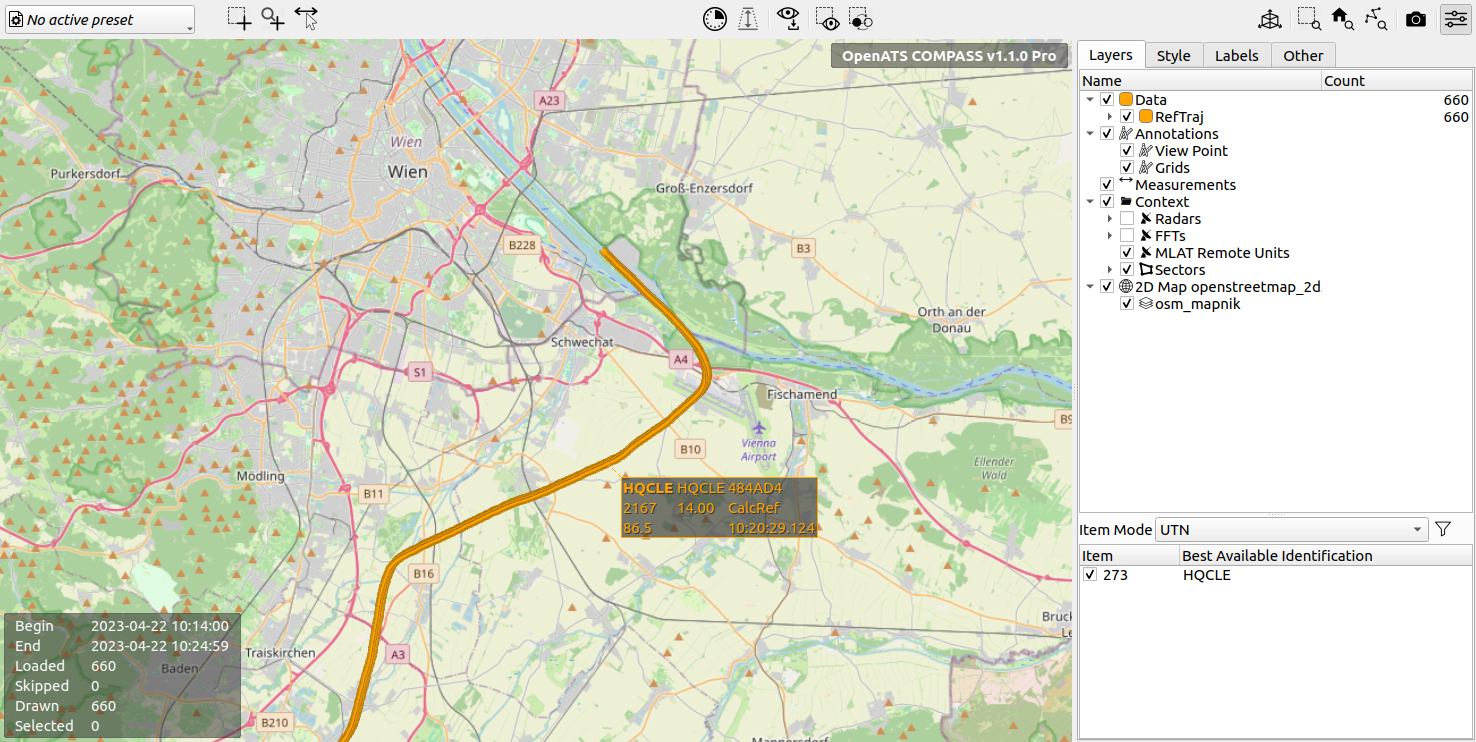 No active preset
OpenATS COMPASS v1.1.0 Pro
A23
Wien
Wien
Purkersdorf
Groß-Enzersdorf
B228
B3
Orth an der
Donau
Schwechat
A4
S1
Fischamend
B9
Vienna
Airport
B10
Ellender
Wald
Mödling
B11
HQCLE HQCLE 484AD4
2167 14.00 CalcRef
86.5 10:20:29.124
B16
Bruck
Le
Traiskirchen
A3
Baden
B210
Mannersdorf
Begin 2023-04-22 10:14:00
End 2023-04-22 10:24:59
Loaded 660
Skipped 0
Drawn 660
Selected 0
Layers Style Labels Other
Name Count
Data 660
RefTraj 660
Annotations
View Point
Grids
Measurements
Context
Radars
FFTs
MLAT Remote Units
Sectors
2D Map openstreetmap_2d
osm_mapnik
Item Mode UTN
Item Best Available Identification
273 HQCLE